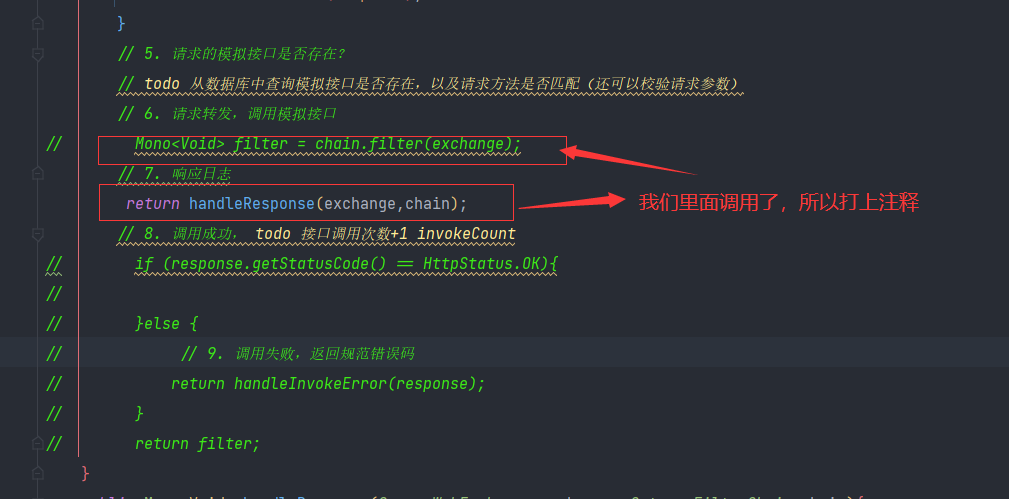 }
// 5. 请求的模拟接口是否存在?
// todo 从数据库中查询模拟接口是否存在，以及请求方法是否匹配（还可以校验请求参数）
// 6. 请求转发，调用模拟接口
// Mono<Void> filter = chain.filter(exchange);
// 7. 响应日志
return handleResponse(exchange,chain);
我们里面调用了，所以打上注释
// 8. 调用成功， todo 接口调用次数+1 invokeCount
// if (response.getStatusCode() == HttpStatus.OK){
//
// }else {
// // 9. 调用失败，返回规范错误码
// return handleInvokeError(response);
// }
// return filter;
}